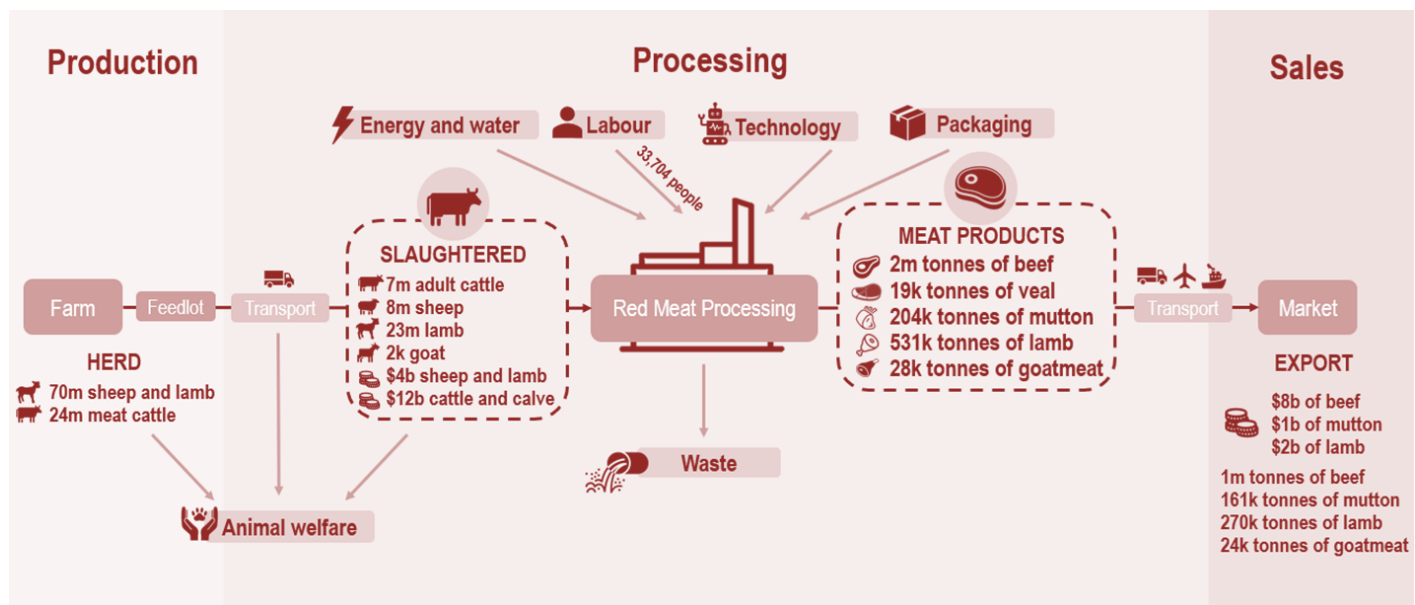 Production
Processing
Sales
Energy and water
Labour
Technology
Packaging
33,704 people
SLAUGHTERED
7m adult cattle
8m sheep
23m lamb
2k goat
$4b sheep and lamb
$12b cattle and calve
MEAT PRODUCTS
2m tonnes of beef
19k tonnes of veal
204k tonnes of mutton
531k tonnes of lamb
28k tonnes of goatmeat
Farm
Feedlot
Transport
Red Meat Processing
Transport
Market
HERD
70m sheep and lamb
24m meat cattle
EXPORT
$8b of beef
$1b of mutton
$2b of lamb
1m tonnes of beef
161k tonnes of mutton
270k tonnes of lamb
24k tonnes of goatmeat
Waste
Animal welfare